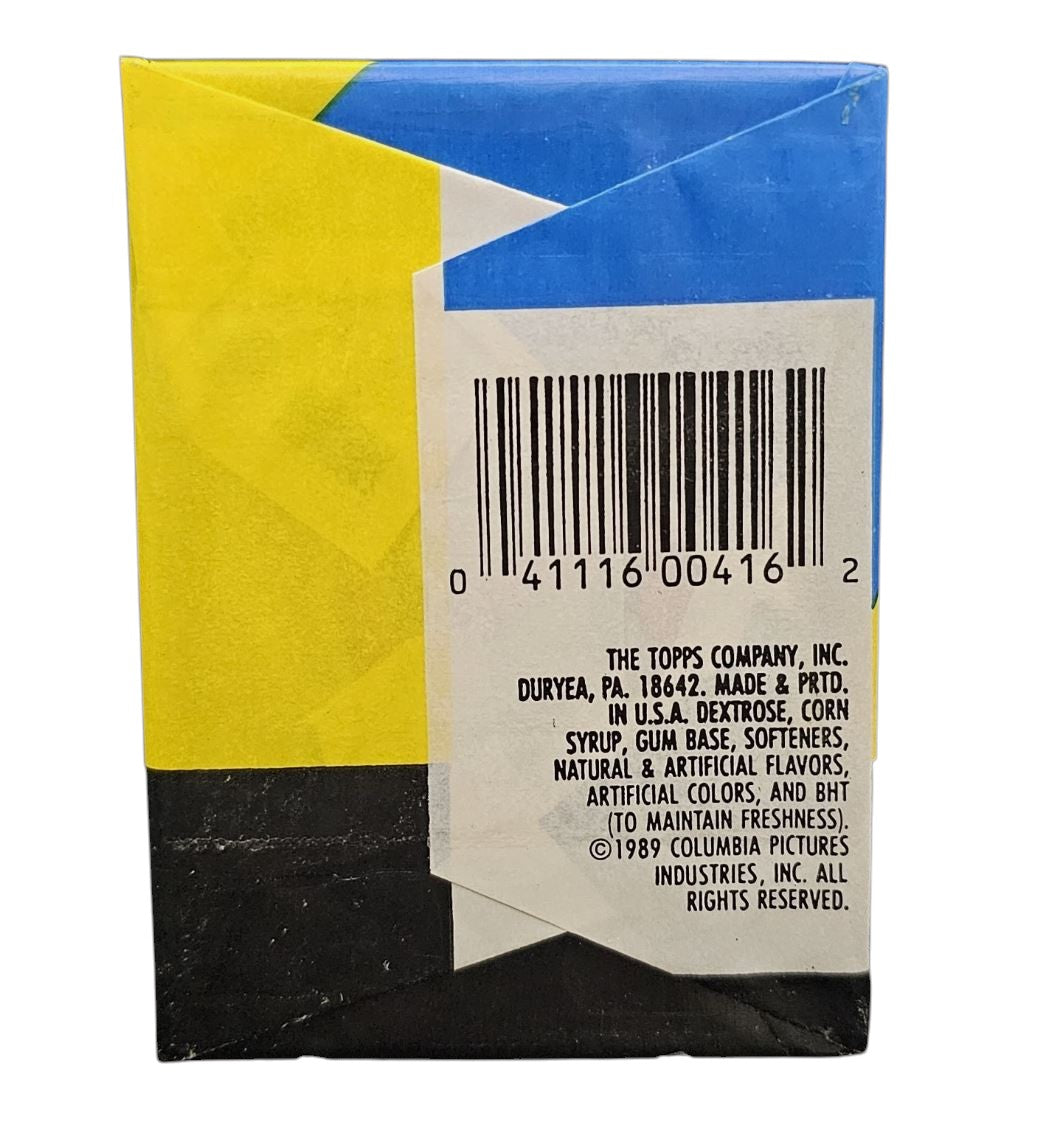 0 41116 00416 2
THE TOPPS COMPANY, INC.
DURYEA, PA. 18642. MADE & PRTD.
IN U.S.A. DEXTROSE, CORN
SYRUP, GUM BASE, SOFTENERS,
NATURAL & ARTIFICIAL FLAVORS,
ARTIFICIAL COLORS, AND BHT
(TO MAINTAIN FRESHNESS).
©1989 COLUMBIA PICTURES
INDUSTRIES, INC. ALL
RIGHTS RESERVED.